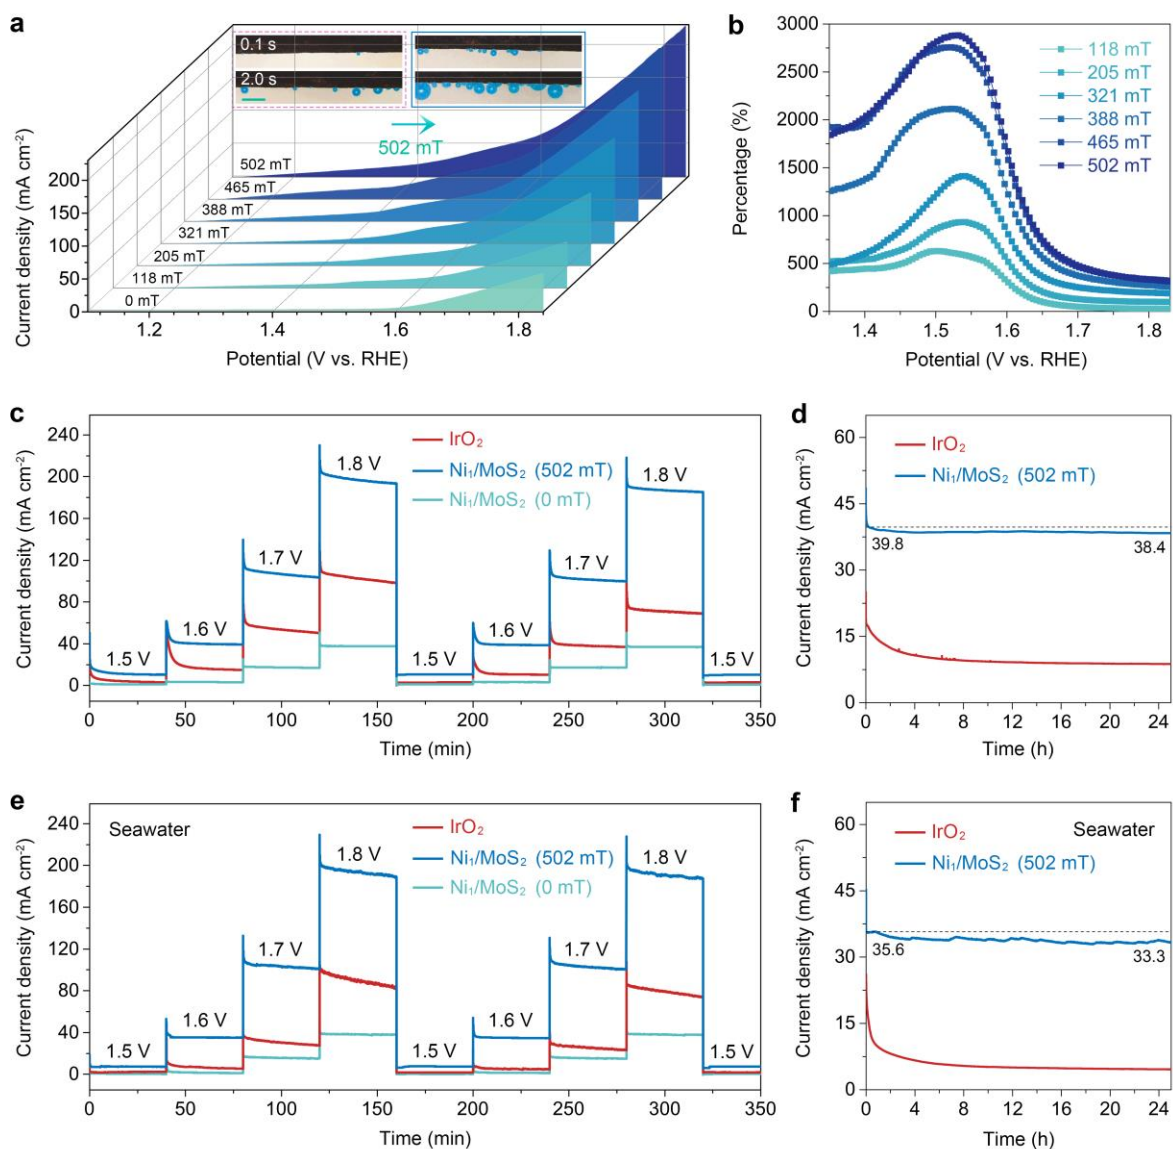 a
0.1 s
2.0 s
502 mT
Current density (mA cm⁻²)
200
150
100
50
0
502 mT
465 mT
388 mT
321 mT
205 mT
118 mT
0 mT
1.2
1.4
1.6
1.8
Potential (V vs. RHE)
b
Percentage (%)
3000
2500
2000
1500
1000
500
0
118 mT
205 mT
321 mT
388 mT
465 mT
502 mT
1.4
1.5
1.6
1.7
1.8
Potential (V vs. RHE)
c
Current density (mA cm⁻²)
240
200
160
120
80
40
0
IrO₂
Ni₁/MoS₂ (502 mT)
Ni₁/MoS₂ (0 mT)
1.5 V
1.6 V
1.7 V
1.8 V
1.5 V
1.6 V
1.7 V
1.8 V
1.5 V
0
50
100
150
200
250
300
350
Time (min)
d
Current density (mA cm⁻²)
60
45
30
15
0
IrO₂
Ni₁/MoS₂ (502 mT)
39.8
38.4
0
4
8
12
16
20
24
Time (h)
e
Seawater
Current density (mA cm⁻²)
240
200
160
120
80
40
0
IrO₂
Ni₁/MoS₂ (502 mT)
Ni₁/MoS₂ (0 mT)
1.5 V
1.6 V
1.7 V
1.8 V
1.5 V
1.6 V
1.7 V
1.8 V
1.5 V
0
50
100
150
200
250
300
350
Time (min)
f
Seawater
Current density (mA cm⁻²)
60
45
30
15
0
IrO₂
Ni₁/MoS₂ (502 mT)
35.6
33.3
0
4
8
12
16
20
24
Time (h)